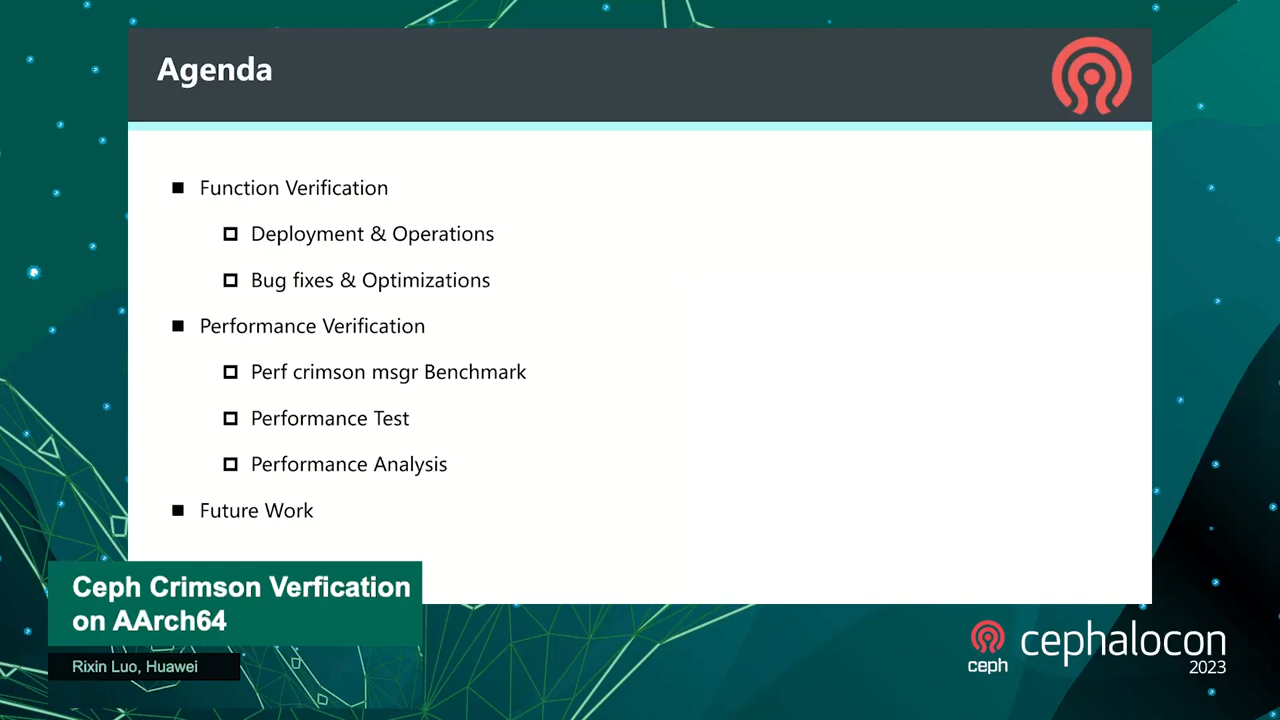 Agenda
Function Verification
Deployment & Operations
Bug fixes & Optimizations
Performance Verification
Perf crimson msgr Benchmark
Performance Test
Performance Analysis
Future Work
Ceph Crimson Verfication
on AArch64
Rixin Luo, Huawei
ceph
cephalocon
2023